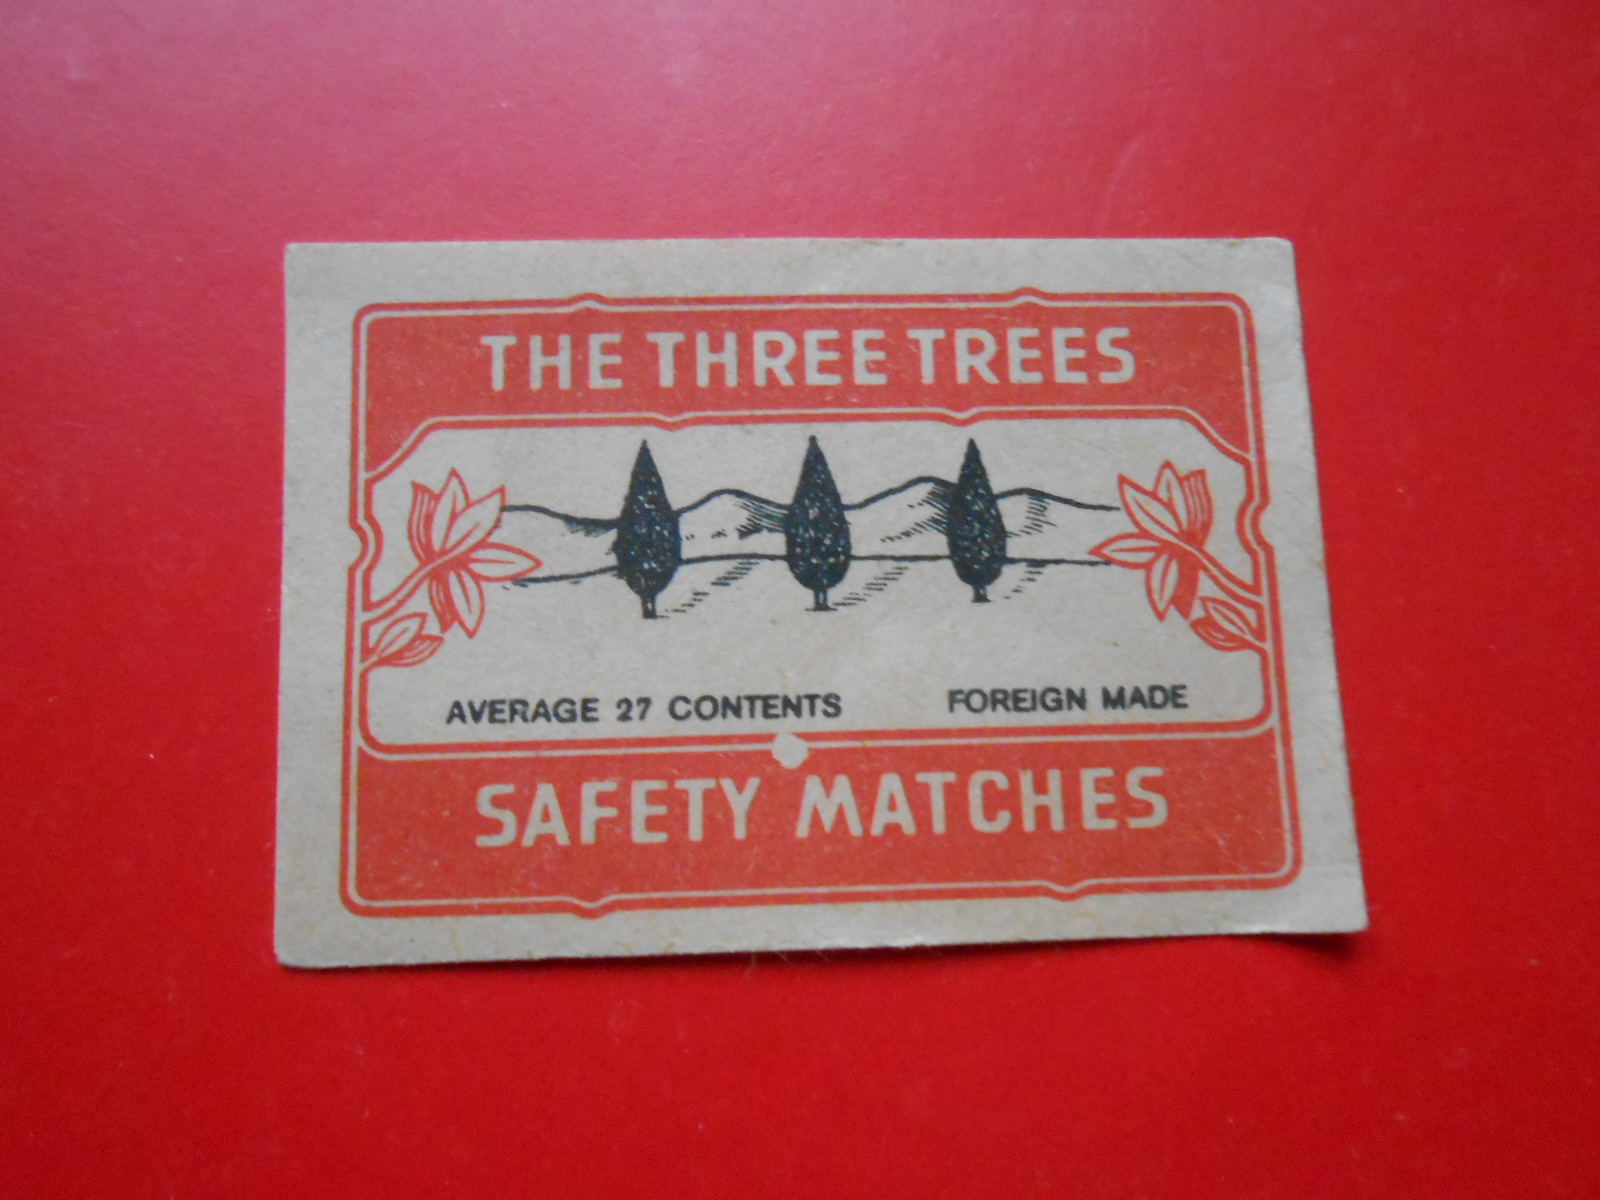 THE THREE TREES
AVERAGE 27 CONTENTS FOREIGN MADE
SAFETY MATCHES